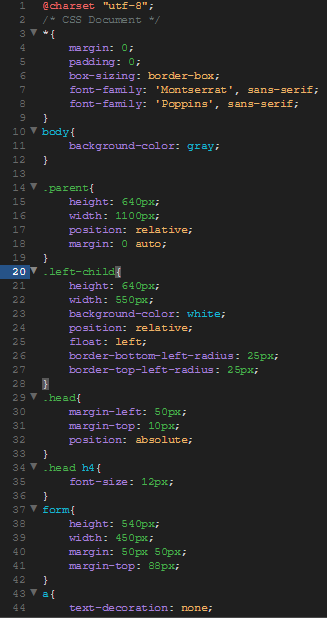 1 @charset "utf-8";
2 /* CSS Document */
3 *{
4 margin: 0;
5 padding: 0;
6 box-sizing: border-box;
7 font-family: 'Montserrat', sans-serif;
8 font-family: 'Poppins', sans-serif;
9 }
10 body{
11 background-color: gray;
12 }
13
14 .parent{
15 height: 640px;
16 width: 1100px;
17 position: relative;
18 margin: 0 auto;
19 }
20 .left-child{
21 height: 640px;
22 width: 550px;
23 background-color: white;
24 position: relative;
25 float: left;
26 border-bottom-left-radius: 25px;
27 border-top-left-radius: 25px;
28 }
29 .head{
30 margin-left: 50px;
31 margin-top: 10px;
32 position: absolute;
33 }
34 .head h4{
35 font-size: 12px;
36 }
37 form{
38 height: 540px;
39 width: 450px;
40 margin: 50px 50px;
41 margin-top: 88px;
42 }
43 a{
44 text-decoration: none;